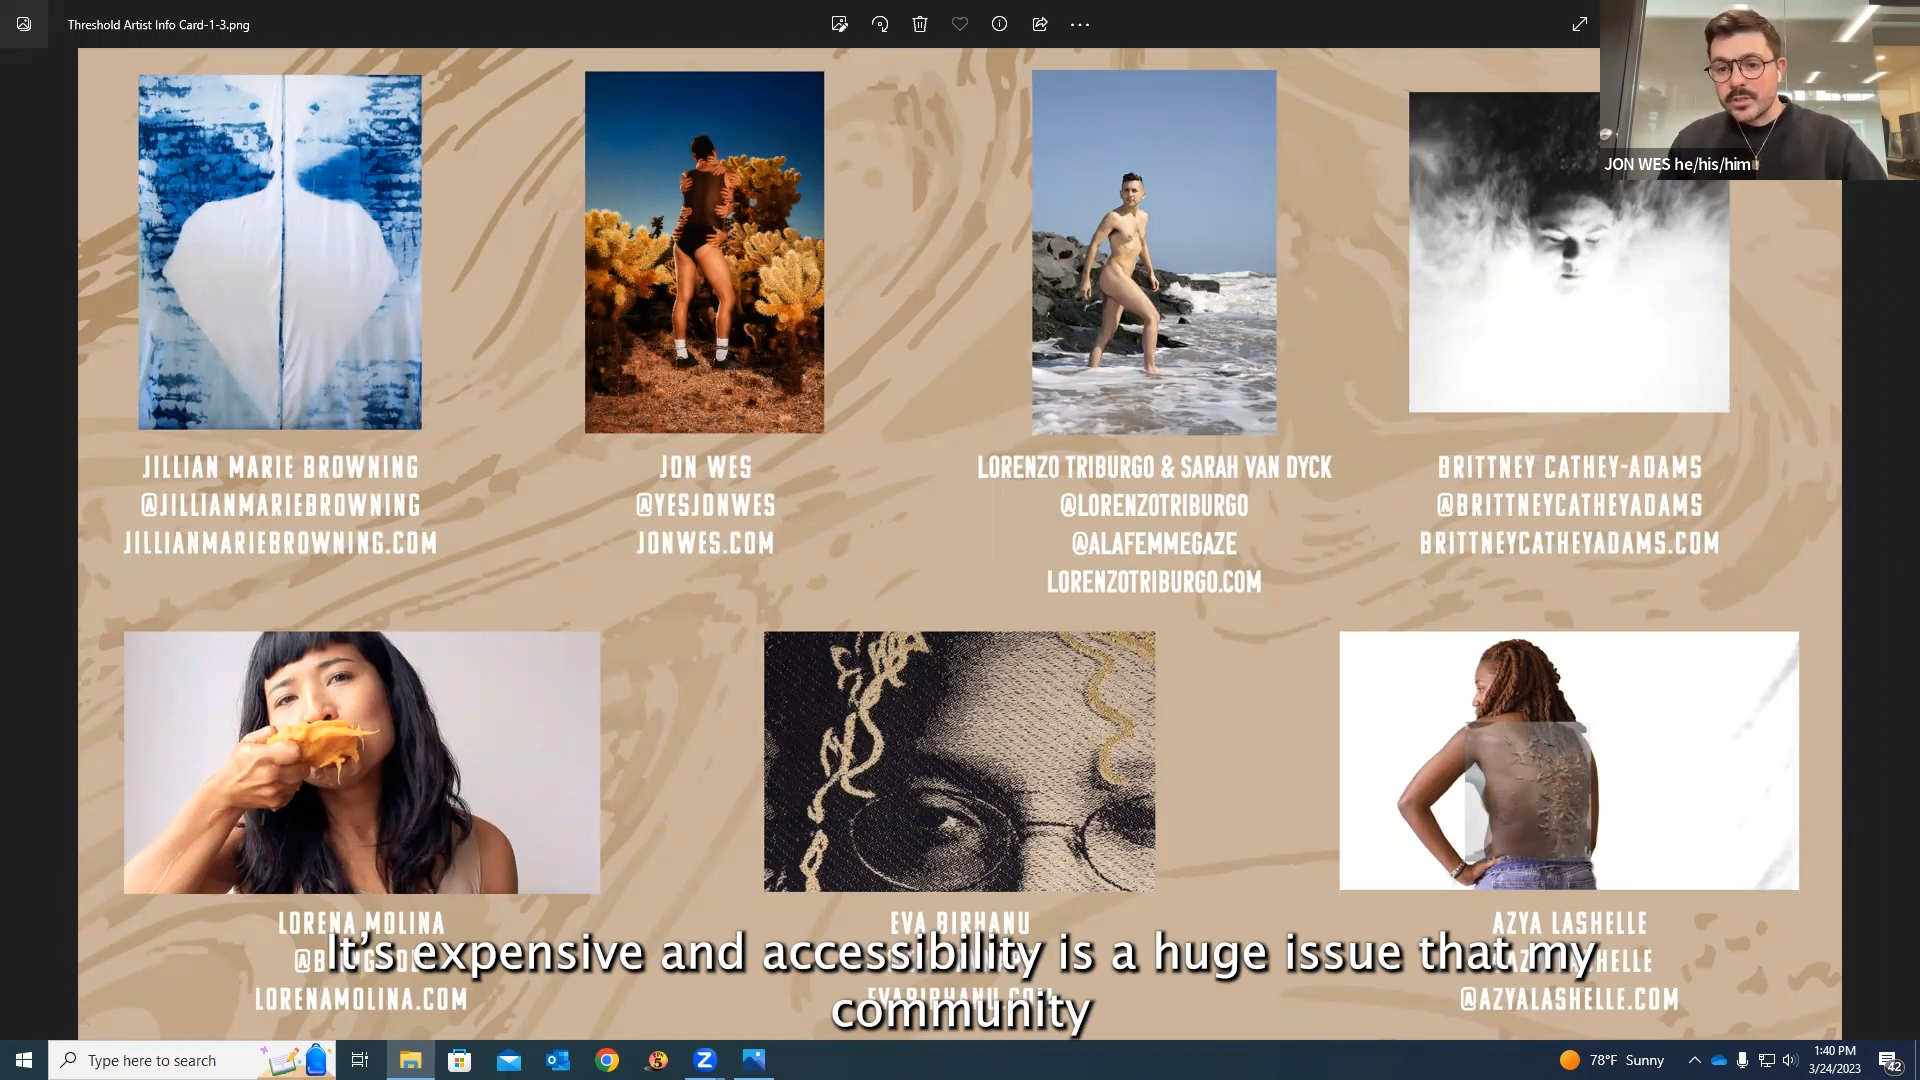 Threshold Artist Info Card-1-3.png
JON WES he/his/him
JILLIAN MARIE BROWNING
@JILLIANMARIEBROWNING
JILLIANMARIEBROWNING.COM
JON WES
@YESJONWES
JONWES.COM
LORENZO TRIBURGO & SARAH VAN DYCK
@LORENZOTRIBURGO
@ALAFEMMEGAZE
LORENZOTRIBURGO.COM
BRITTNEY CATHEY-ADAMS
@BRITTNEYCATHEYADAMS
BRITTNEYCATHEYADAMS.COM
LORENA MOLINA
LORENAMOLINA.COM
EVA BIRHANU
EVABIRHANU.COM
AZYA LASHELLE
@AZYALASHELLE.COM
It's expensive and accessibility is a huge issue that my
community
Type here to search
78°F Sunny
1:40 PM
3/24/2023
42